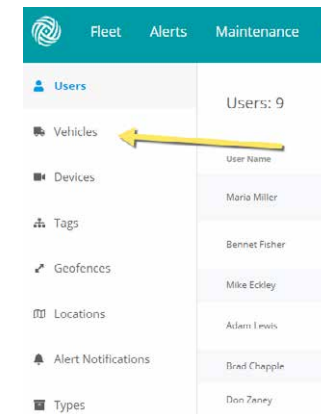 Fleet Alerts Maintenance
Users
Vehicles
Devices
Tags
Geofences
Locations
Alert Notifications
Types
Users: 9
User Name
Maria Miller
Bennet Fisher
Mike Eckley
Adam Lewis
Brad Chapple
Don Zaney